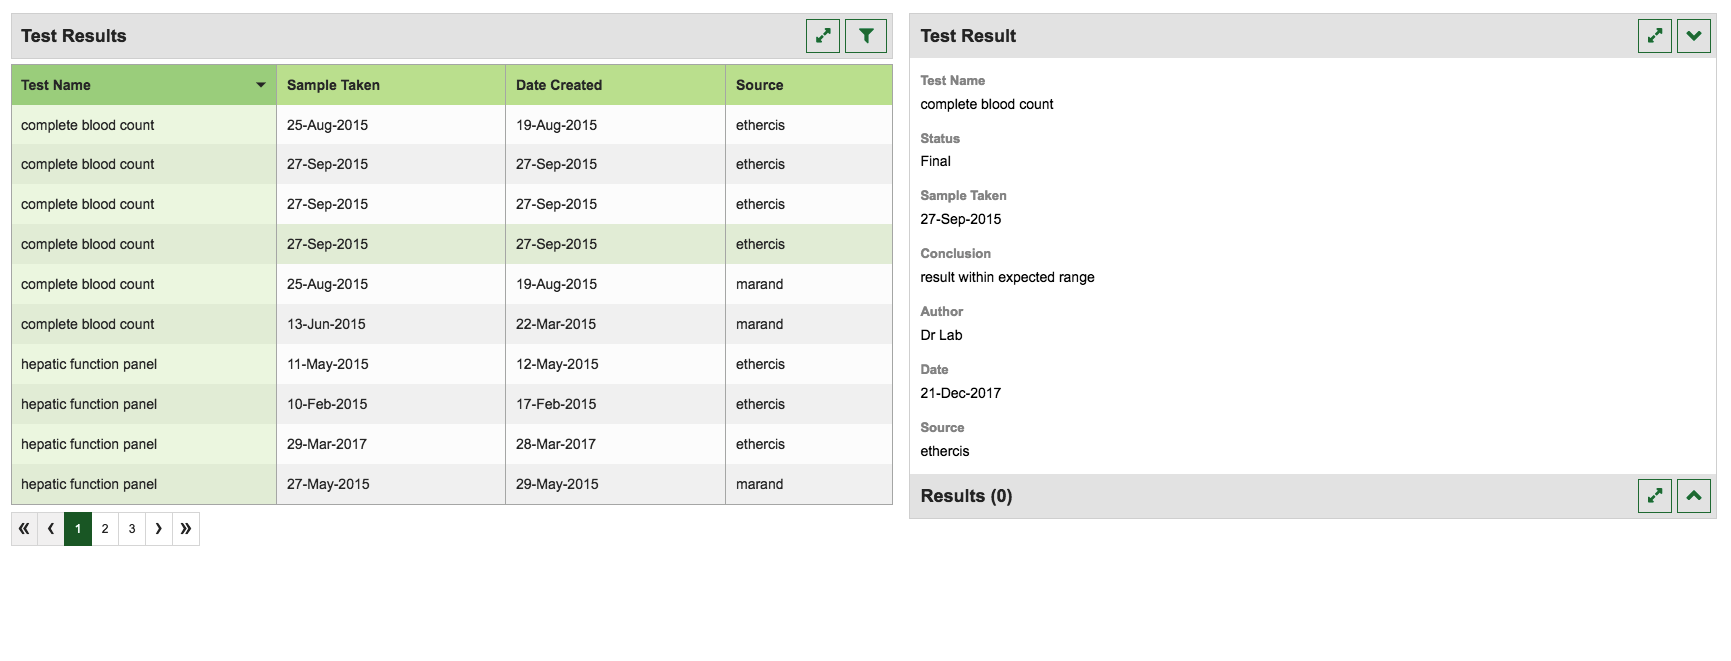 Test Results
Test Name Sample Taken Date Created Source
complete blood count 25-Aug-2015 19-Aug-2015 ethercis
complete blood count 27-Sep-2015 27-Sep-2015 ethercis
complete blood count 27-Sep-2015 27-Sep-2015 ethercis
complete blood count 27-Sep-2015 27-Sep-2015 ethercis
complete blood count 25-Aug-2015 19-Aug-2015 marand
complete blood count 13-Jun-2015 22-Mar-2015 marand
hepatic function panel 11-May-2015 12-May-2015 ethercis
hepatic function panel 10-Feb-2015 17-Feb-2015 ethercis
hepatic function panel 29-Mar-2017 28-Mar-2017 ethercis
hepatic function panel 27-May-2015 29-May-2015 marand
« ‹ 1 2 3 › »
Test Result
Test Name
complete blood count
Status
Final
Sample Taken
27-Sep-2015
Conclusion
result within expected range
Author
Dr Lab
Date
21-Dec-2017
Source
ethercis
Results (0)